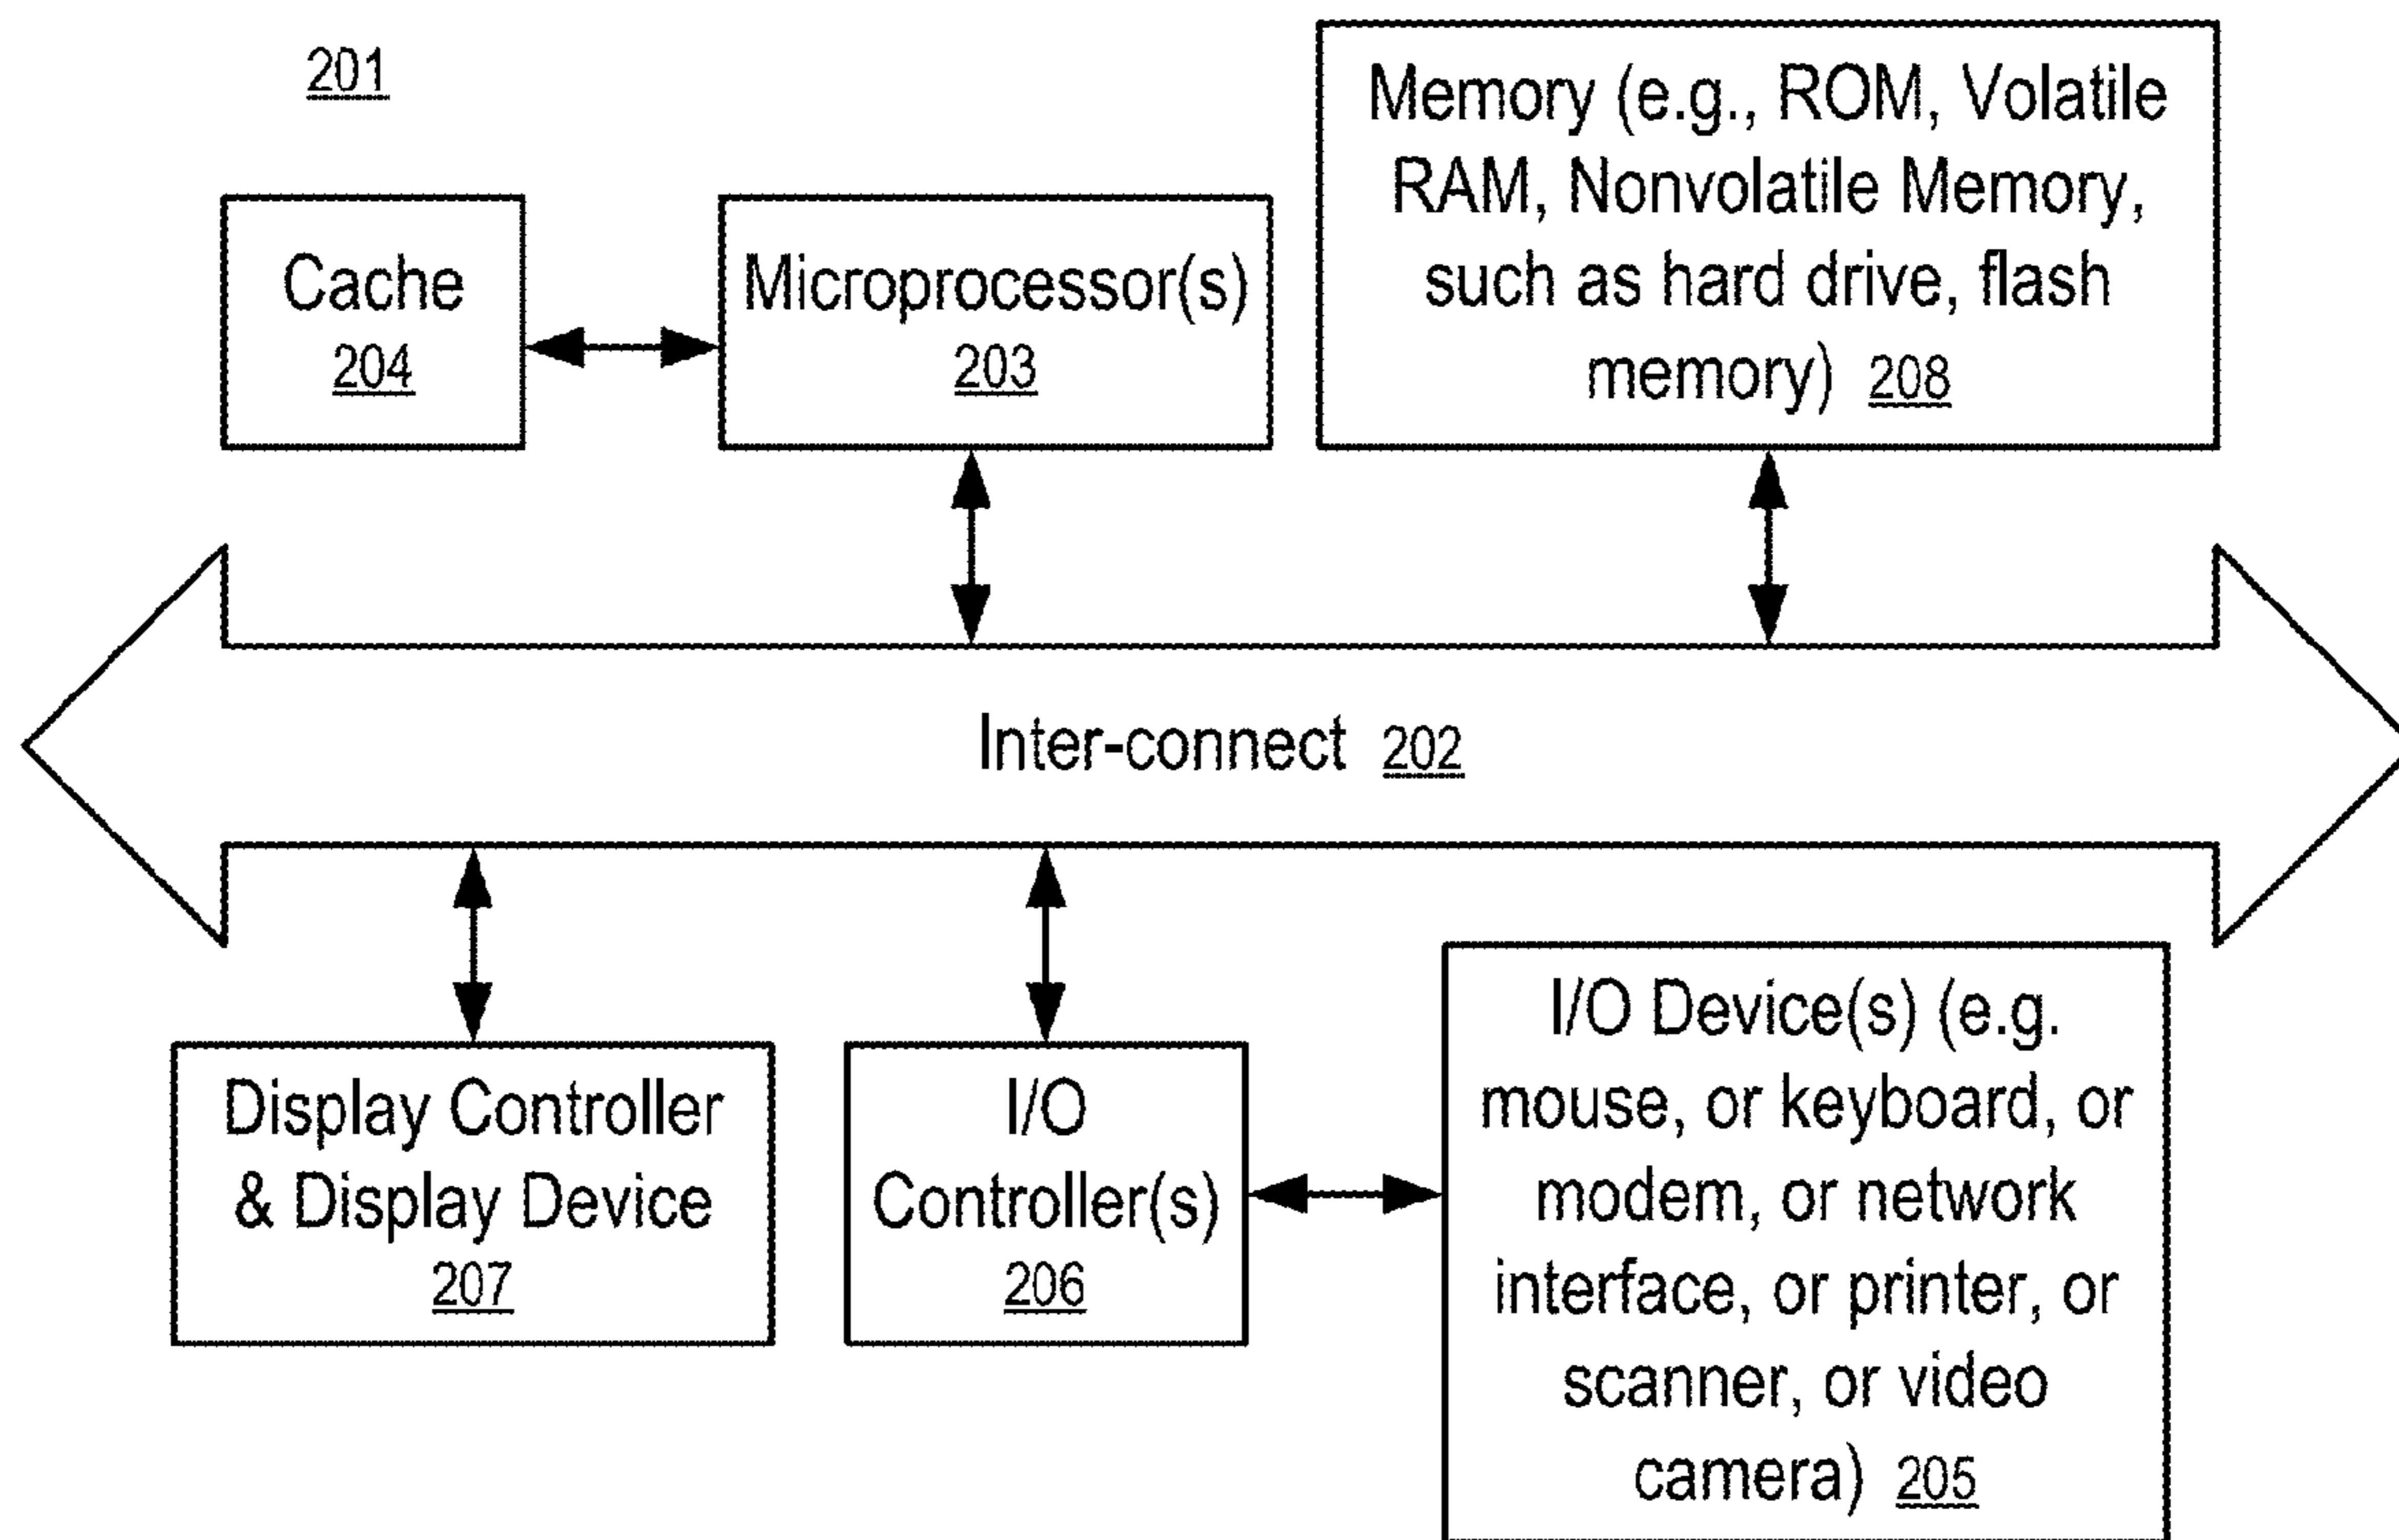 201
Cache
204
Microprocessor(s)
203
Memory (e.g., ROM, Volatile
RAM, Nonvolatile Memory,
such as hard drive, flash
memory) 208
Inter-connect 202
Display Controller
& Display Device
207
I/O
Controller(s)
206
I/O Device(s) (e.g.
mouse, or keyboard, or
modem, or network
interface, or printer, or
scanner, or video
camera) 205